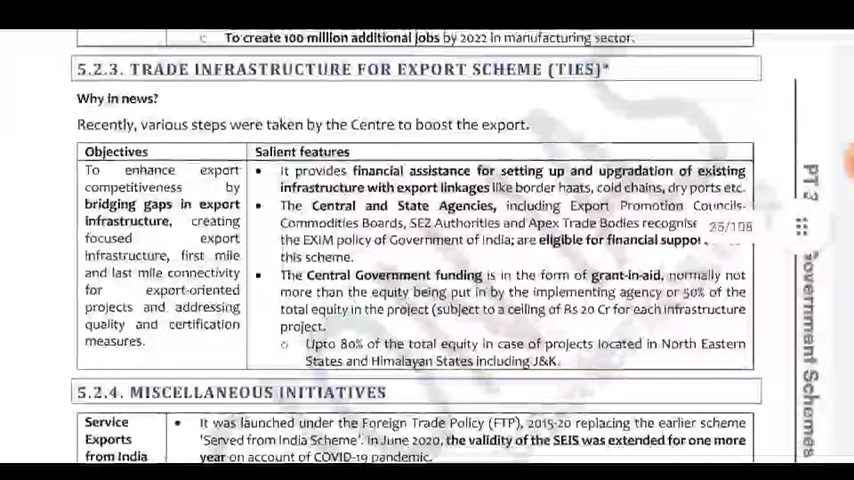 To create 100 million additional jobs by 2022 in manufacturing sector.
5.2.3. TRADE INFRASTRUCTURE FOR EXPORT SCHEME (TIES)*
Why in news?
Recently, various steps were taken by the Centre to boost the export.
Objectives
To enhance export
competitiveness by
bridging gaps in export
infrastructure, creating
focused export
infrastructure, first mile
and last mile connectivity
for export-oriented
projects and addressing
quality and certification
measures.
Salient features
• It provides financial assistance for setting up and upgradation of existing
infrastructure with export linkages like border haats, cold chains, dry ports etc.
• The Central and State Agencies, including Export Promotion Councils,
Commodities Boards, SEZ Authorities and Apex Trade Bodies recognise
the EXIM policy of Government of India; are eligible for financial suppo
this scheme.
• The Central Government funding is in the form of grant-in-aid, normally not
more than the equity being put in by the implementing agency or 50% of the
total equity in the project (subject to a ceiling of Rs 20 Cr for each infrastructure
project.
○ Upto 80% of the total equity in case of projects located in North Eastern
States and Himalayan States including J&K.
5.2.4. MISCELLANEOUS INITIATIVES
Service
Exports
from India
• It was launched under the Foreign Trade Policy (FTP), 2015-20 replacing the earlier scheme
'Served from India Scheme'. In June 2020, the validity of the SEIS was extended for one more
year on account of COVID-19 pandemic.
25/108
PT 3
Government Schemes